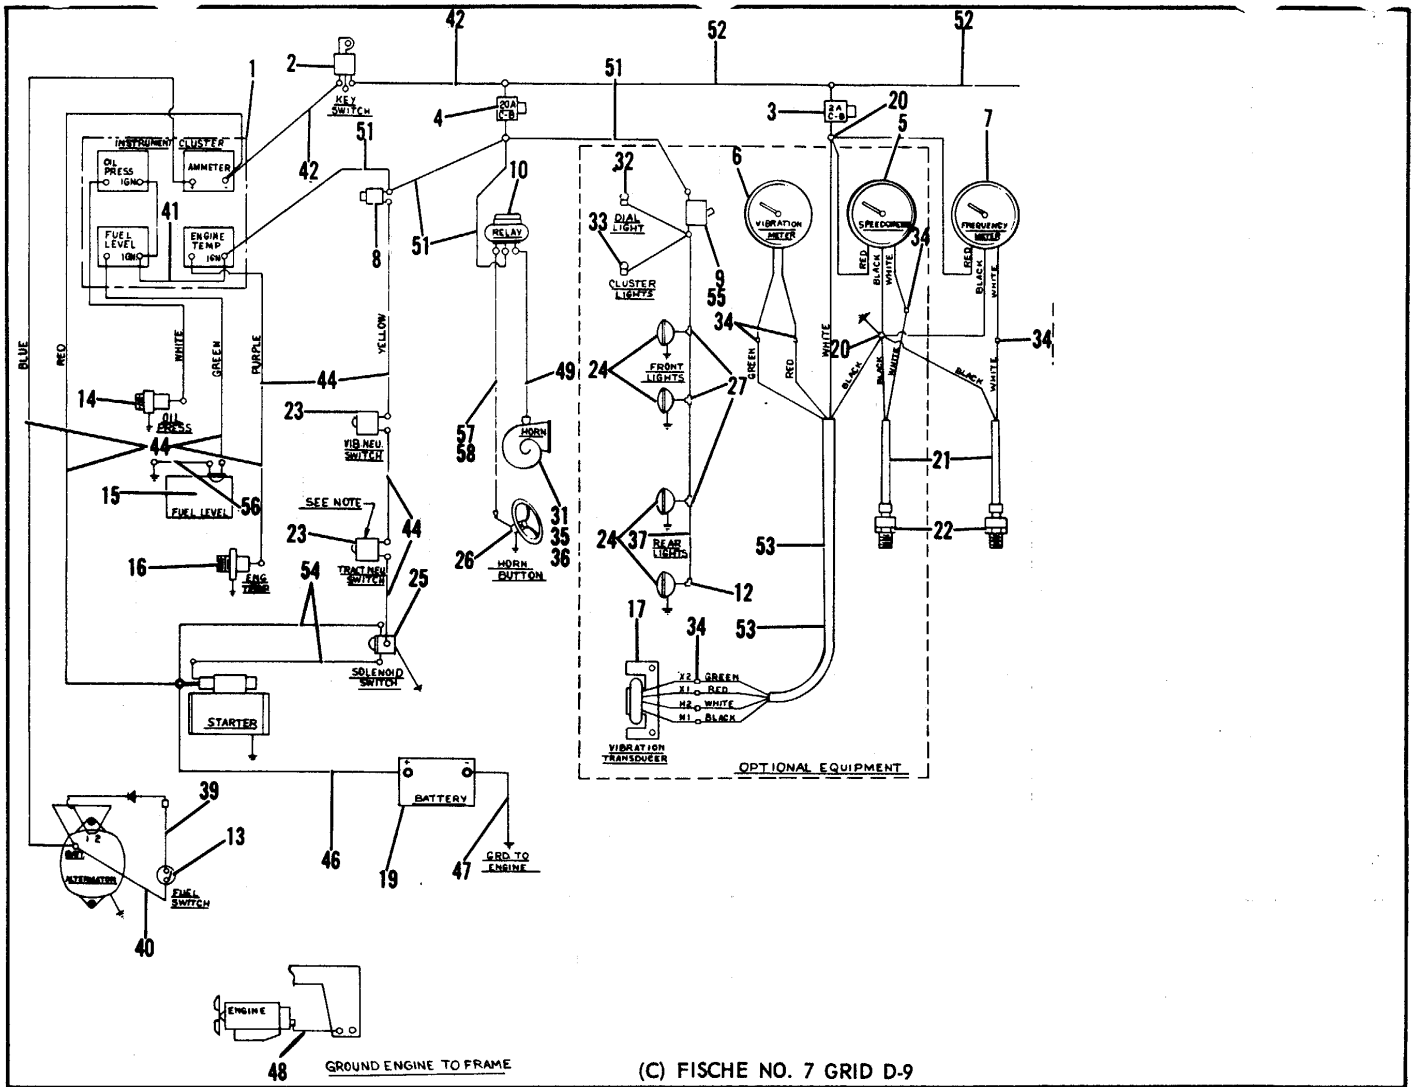 42
52
52
2
1
KEY
SWITCH
51
4
20A
C-B
3
2A
C-B
20
5
7
INSTRUMENT CLUSTER
OIL
PRESS
IGN
AMMETER
51
42
6
32
10
41
DIAL
LIGHT
33
VIBRATION
METER
SPEEDOMETER
34
FREQUENCY
METER
FUEL
LEVEL
IGN
ENGINE
TEMP
IGN
8
51
RELAY
9
55
CLUSTER
LIGHTS
RED
BLACK
WHITE
RED
BLACK
WHITE
BLUE
RED
WHITE
GREEN
PURPLE
YELLOW
34
WHITE
20
34
GREEN
RED
BLACK
BLACK
WHITE
BLACK
WHITE
FRONT
LIGHTS
24
27
44
49
14
23
OIL
PRESS
VIB. NEU.
SWITCH
57
58
HORN
44
21
15
56
FUEL LEVEL
SEE NOTE
31
35
36
23
44
26
24
37
REAR
LIGHTS
53
22
16
HORN
BUTTON
ENG
TEMP
TRACT NEU
SWITCH
54
25
12
17
34
53
SOLENOID
SWITCH
X2 GREEN
X1 RED
H2 WHITE
H1 BLACK
STARTER
VIBRATION
TRANSDUCER
OPTIONAL EQUIPMENT
+
-
BATTERY
39
13
1 2
BAT.
ALTERNATOR
46
19
47
GRD TO
ENGINE
FUEL
SWITCH
40
ENGINE
48
GROUND ENGINE TO FRAME
(C) FISCHE NO. 7 GRID D-9